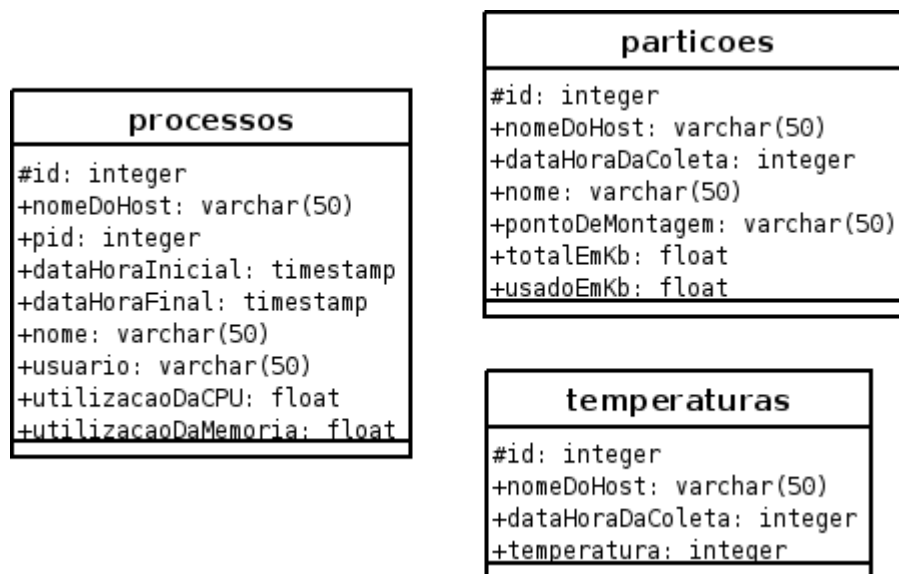 processos
#id: integer
+nomeDoHost: varchar(50)
+pid: integer
+dataHoraInicial: timestamp
+dataHoraFinal: timestamp
+nome: varchar(50)
+usuario: varchar(50)
+utilizacaoDaCPU: float
+utilizacaoDaMemoria: float
particoes
#id: integer
+nomeDoHost: varchar(50)
+dataHoraDaColeta: integer
+nome: varchar(50)
+pontoDeMontagem: varchar(50)
+totalEmKb: float
+usadoEmKb: float
temperaturas
#id: integer
+nomeDoHost: varchar(50)
+dataHoraDaColeta: integer
+temperatura: integer